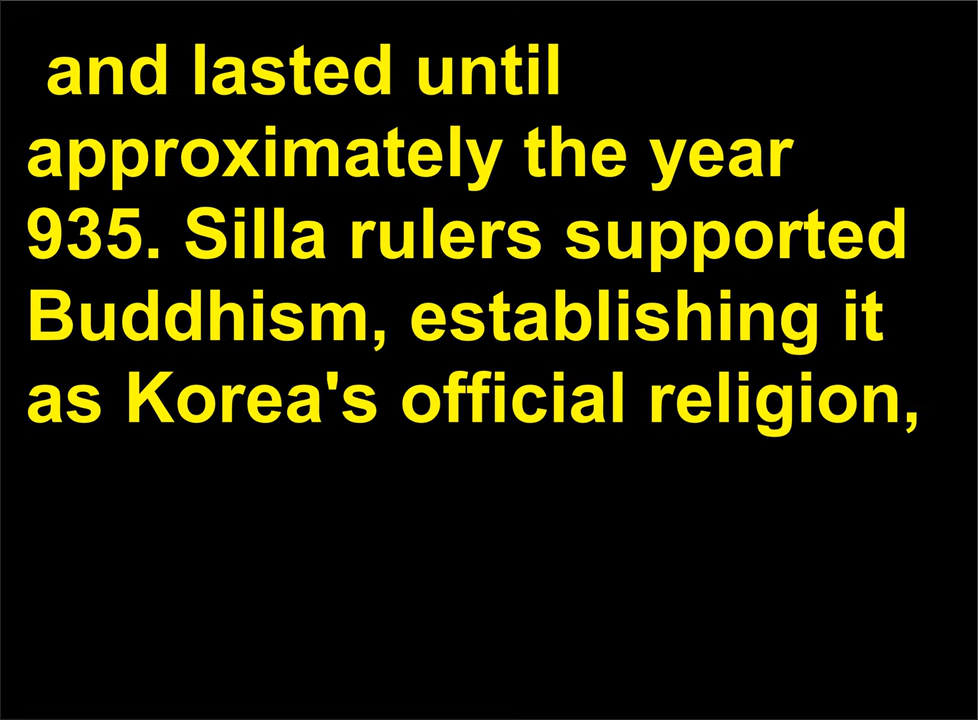 and lasted until
approximately the year
935. Silla rulers supported
Buddhism, establishing it
as Korea's official religion,